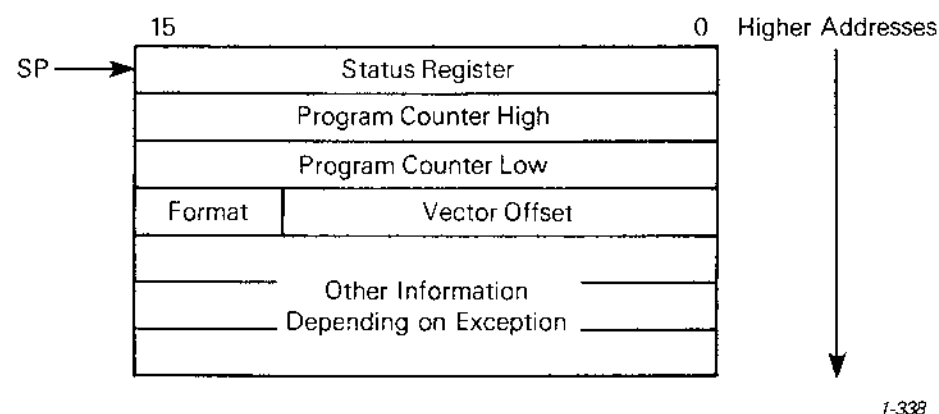 15 0 Higher Addresses
SP Status Register
Program Counter High
Program Counter Low
Format Vector Offset
Other Information
Depending on Exception
1-338